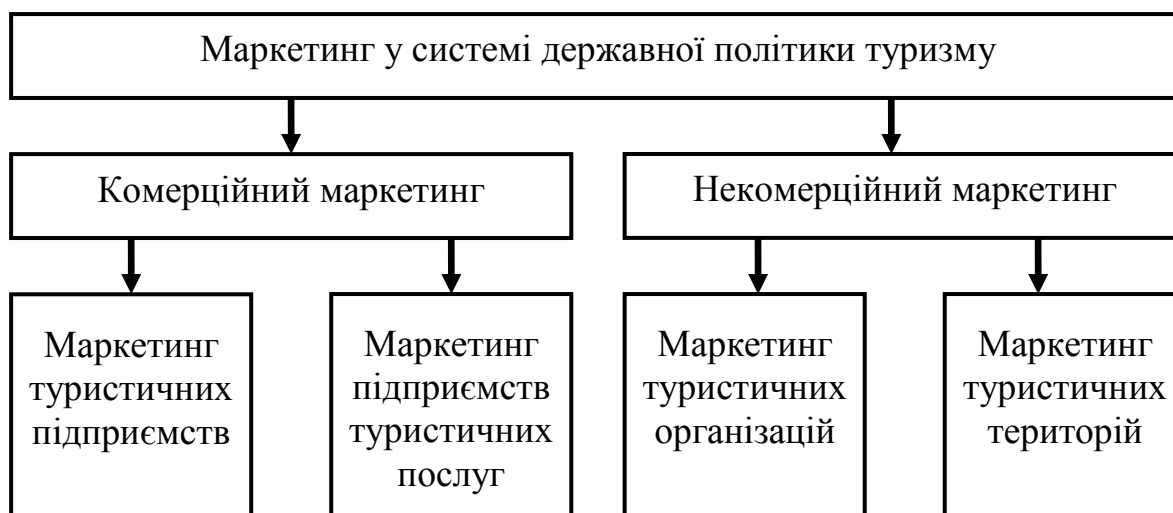 Маркетинг у системі державної політики туризму
Комерційний маркетинг
Некомерційний маркетинг
Маркетинг
туристичних
підприємств
Маркетинг
підприємств
туристичних
послуг
Маркетинг
туристичних
організацій
Маркетинг
туристичних
територій